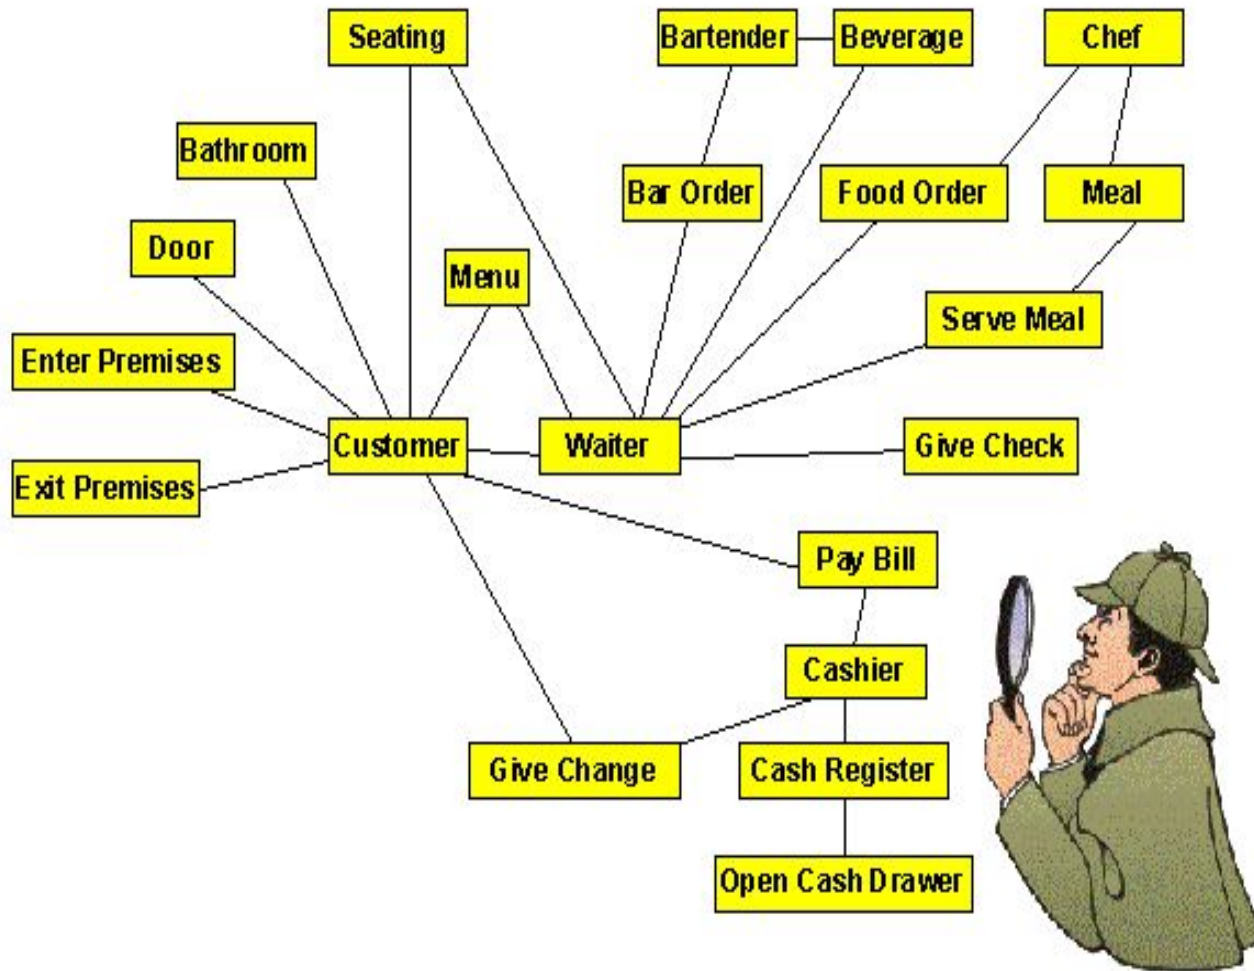 Seating
Bartender
Beverage
Chef
Bathroom
Bar Order
Food Order
Meal
Door
Menu
Serve Meal
Enter Premises
Customer
Waiter
Give Check
Exit Premises
Pay Bill
Cashier
Give Change
Cash Register
Open Cash Drawer